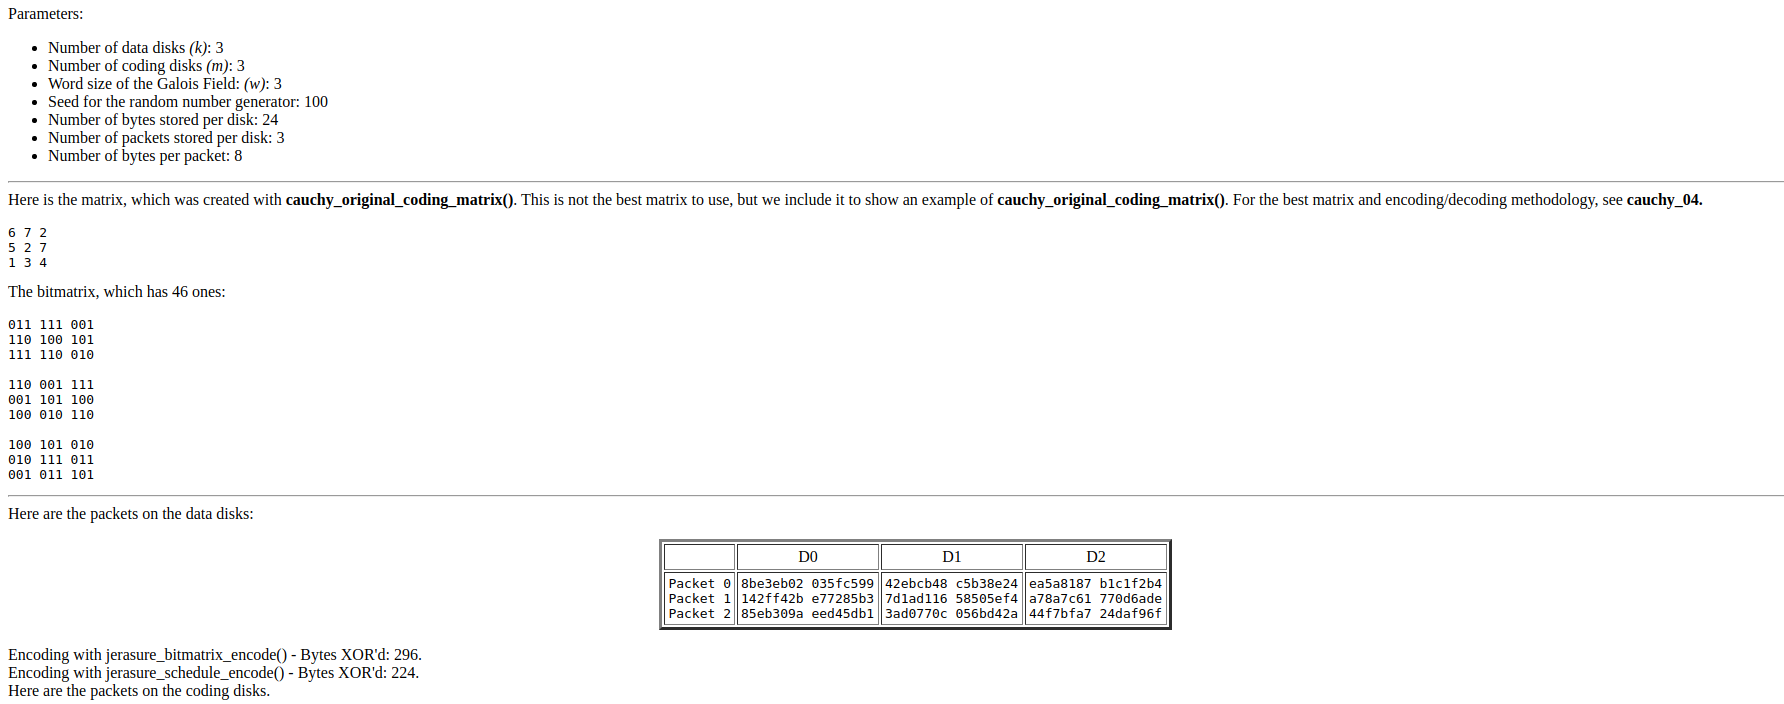 Parameters:
Number of data disks (k): 3
Number of coding disks (m): 3
Word size of the Galois Field: (w): 3
Seed for the random number generator: 100
Number of bytes stored per disk: 24
Number of packets stored per disk: 3
Number of bytes per packet: 8
Here is the matrix, which was created with cauchy_original_coding_matrix(). This is not the best matrix to use, but we include it to show an example of cauchy_original_coding_matrix(). For the best matrix and encoding/decoding methodology, see cauchy_04.
6 7 2
5 2 7
1 3 4
The bitmatrix, which has 46 ones:
011 111 001
110 100 101
111 110 010
110 001 111
001 101 100
100 010 110
100 101 010
010 111 011
001 011 101
Here are the packets on the data disks:
D0 D1 D2
Packet 0 8be3eb02 035fc599 42ebcb48 c5b38e24 ea5a8187 b1c1f2b4
Packet 1 142ff42b e77285b3 7d1ad116 58505ef4 a78a7c61 770d6ade
Packet 2 85eb309a eed45db1 3ad0770c 056bd42a 44f7bfa7 24daf96f
Encoding with jerasure_bitmatrix_encode() - Bytes XOR'd: 296.
Encoding with jerasure_schedule_encode() - Bytes XOR'd: 224.
Here are the packets on the coding disks.